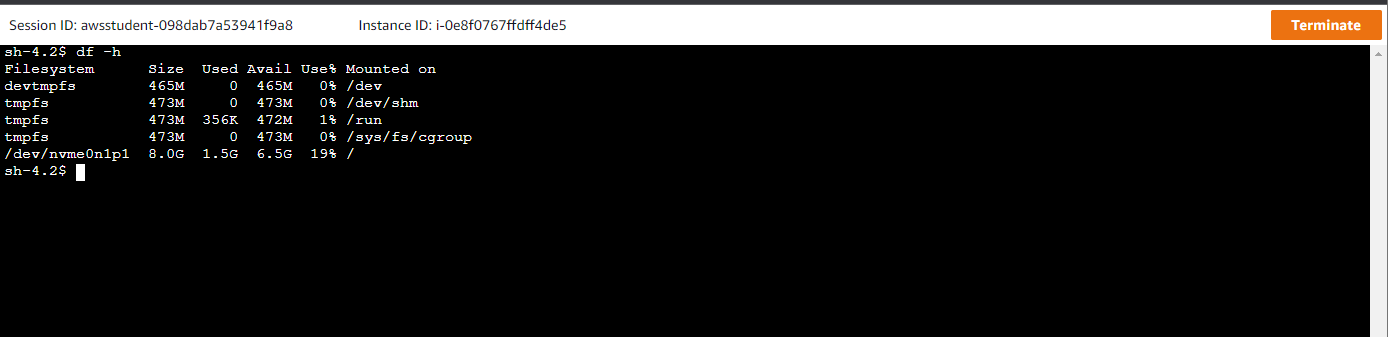 Session ID: awsstudent-098dab7a53941f9a8 Instance ID: i-0e8f0767ffdff4de5 Terminate
sh-4.2$ df -h
Filesystem      Size  Used Avail Use% Mounted on
devtmpfs        465M     0  465M   0% /dev
tmpfs           473M     0  473M   0% /dev/shm
tmpfs           473M  356K  472M   1% /run
tmpfs           473M     0  473M   0% /sys/fs/cgroup
/dev/nvme0n1p1  8.0G  1.5G  6.5G  19% /
sh-4.2$